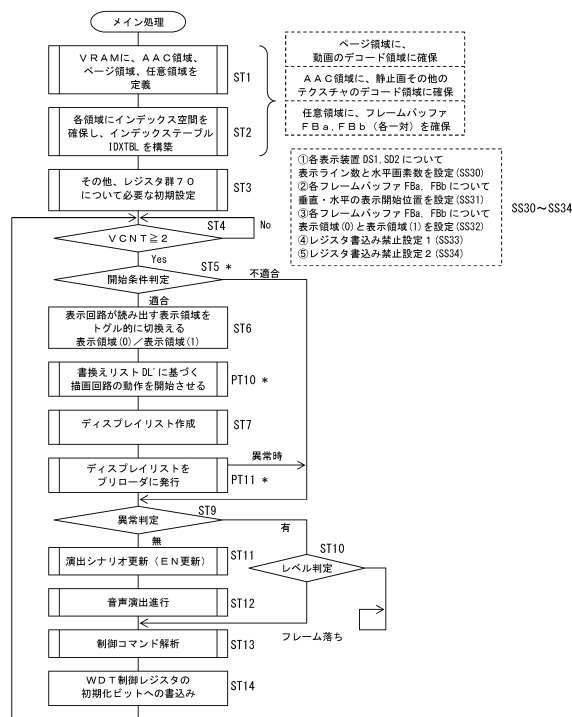 メイン処理
VRAMに、AAC領域、
ページ領域、任意領域を
定義
ST1
各領域にインデックス空間を
確保し、インデックステーブル
IDXTBLを構築
ST2
その他、レジスタ群70
について必要な初期設定
ST3
ページ領域に、
動画のデコード領域に確保
AAC領域に、静止画その他の
テクスチャのデコード領域に確保
任意領域に、フレームバッファ
FBa,FBb(各一対)を確保
①各表示装置DS1,SD2について
表示ライン数と水平画素数を設定(SS30)
②各フレームバッファFBa, FBbについて
垂直・水平の表示開始位置を設定(SS31)
③各フレームバッファFBa, FBbについて
表示領域(0)と表示領域(1)を設定(SS32)
④レジスタ書込み禁止設定1(SS33)
⑤レジスタ書込み禁止設定2(SS34)
SS30~SS34
ST4
No
VCNT≧2
Yes
ST5 *
不適合
開始条件判定
適合
表示回路が読み出す表示領域を
トグル的に切換える
表示領域(0)/表示領域(1)
ST6
書換えリストDL'に基づく
描画回路の動作を開始させる
PT10 *
ディスプレイリスト作成
ST7
異常時
ディスプレイリストを
プリローダに発行
PT11 *
ST9
異常判定
有
無
ST10
レベル判定
演出シナリオ更新(EN更新)
ST11
音声演出進行
ST12
フレーム落ち
制御コマンド解析
ST13
WDT制御レジスタの
初期化ビットへの書込み
ST14